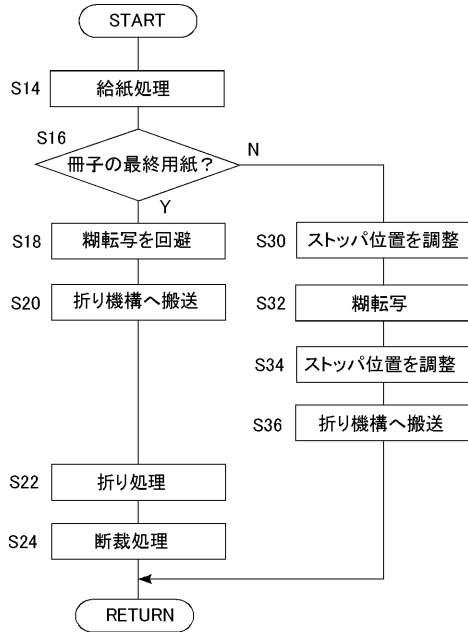 START
S14
給紙処理
S16
冊子の最終用紙？
N
Y
S18
糊転写を回避
S20
折り機構へ搬送
S30
ストッパ位置を調整
S32
糊転写
S34
ストッパ位置を調整
S36
折り機構へ搬送
S22
折り処理
S24
断裁処理
RETURN